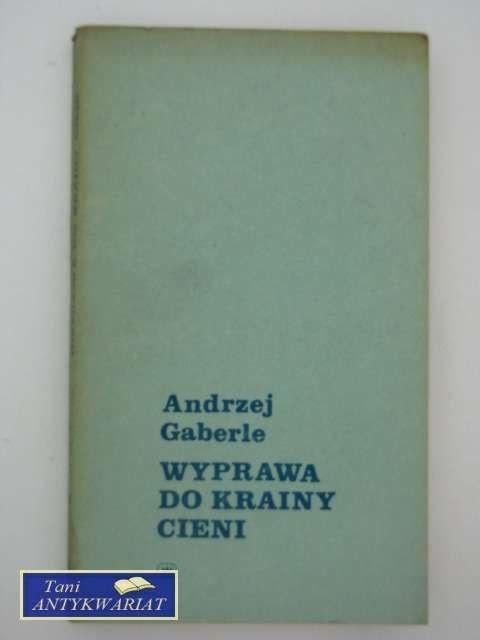 Andrzej
Gaberle
WYPRAWA
DO KRAINY
CIENI
Tani
ANTYKWARIAT